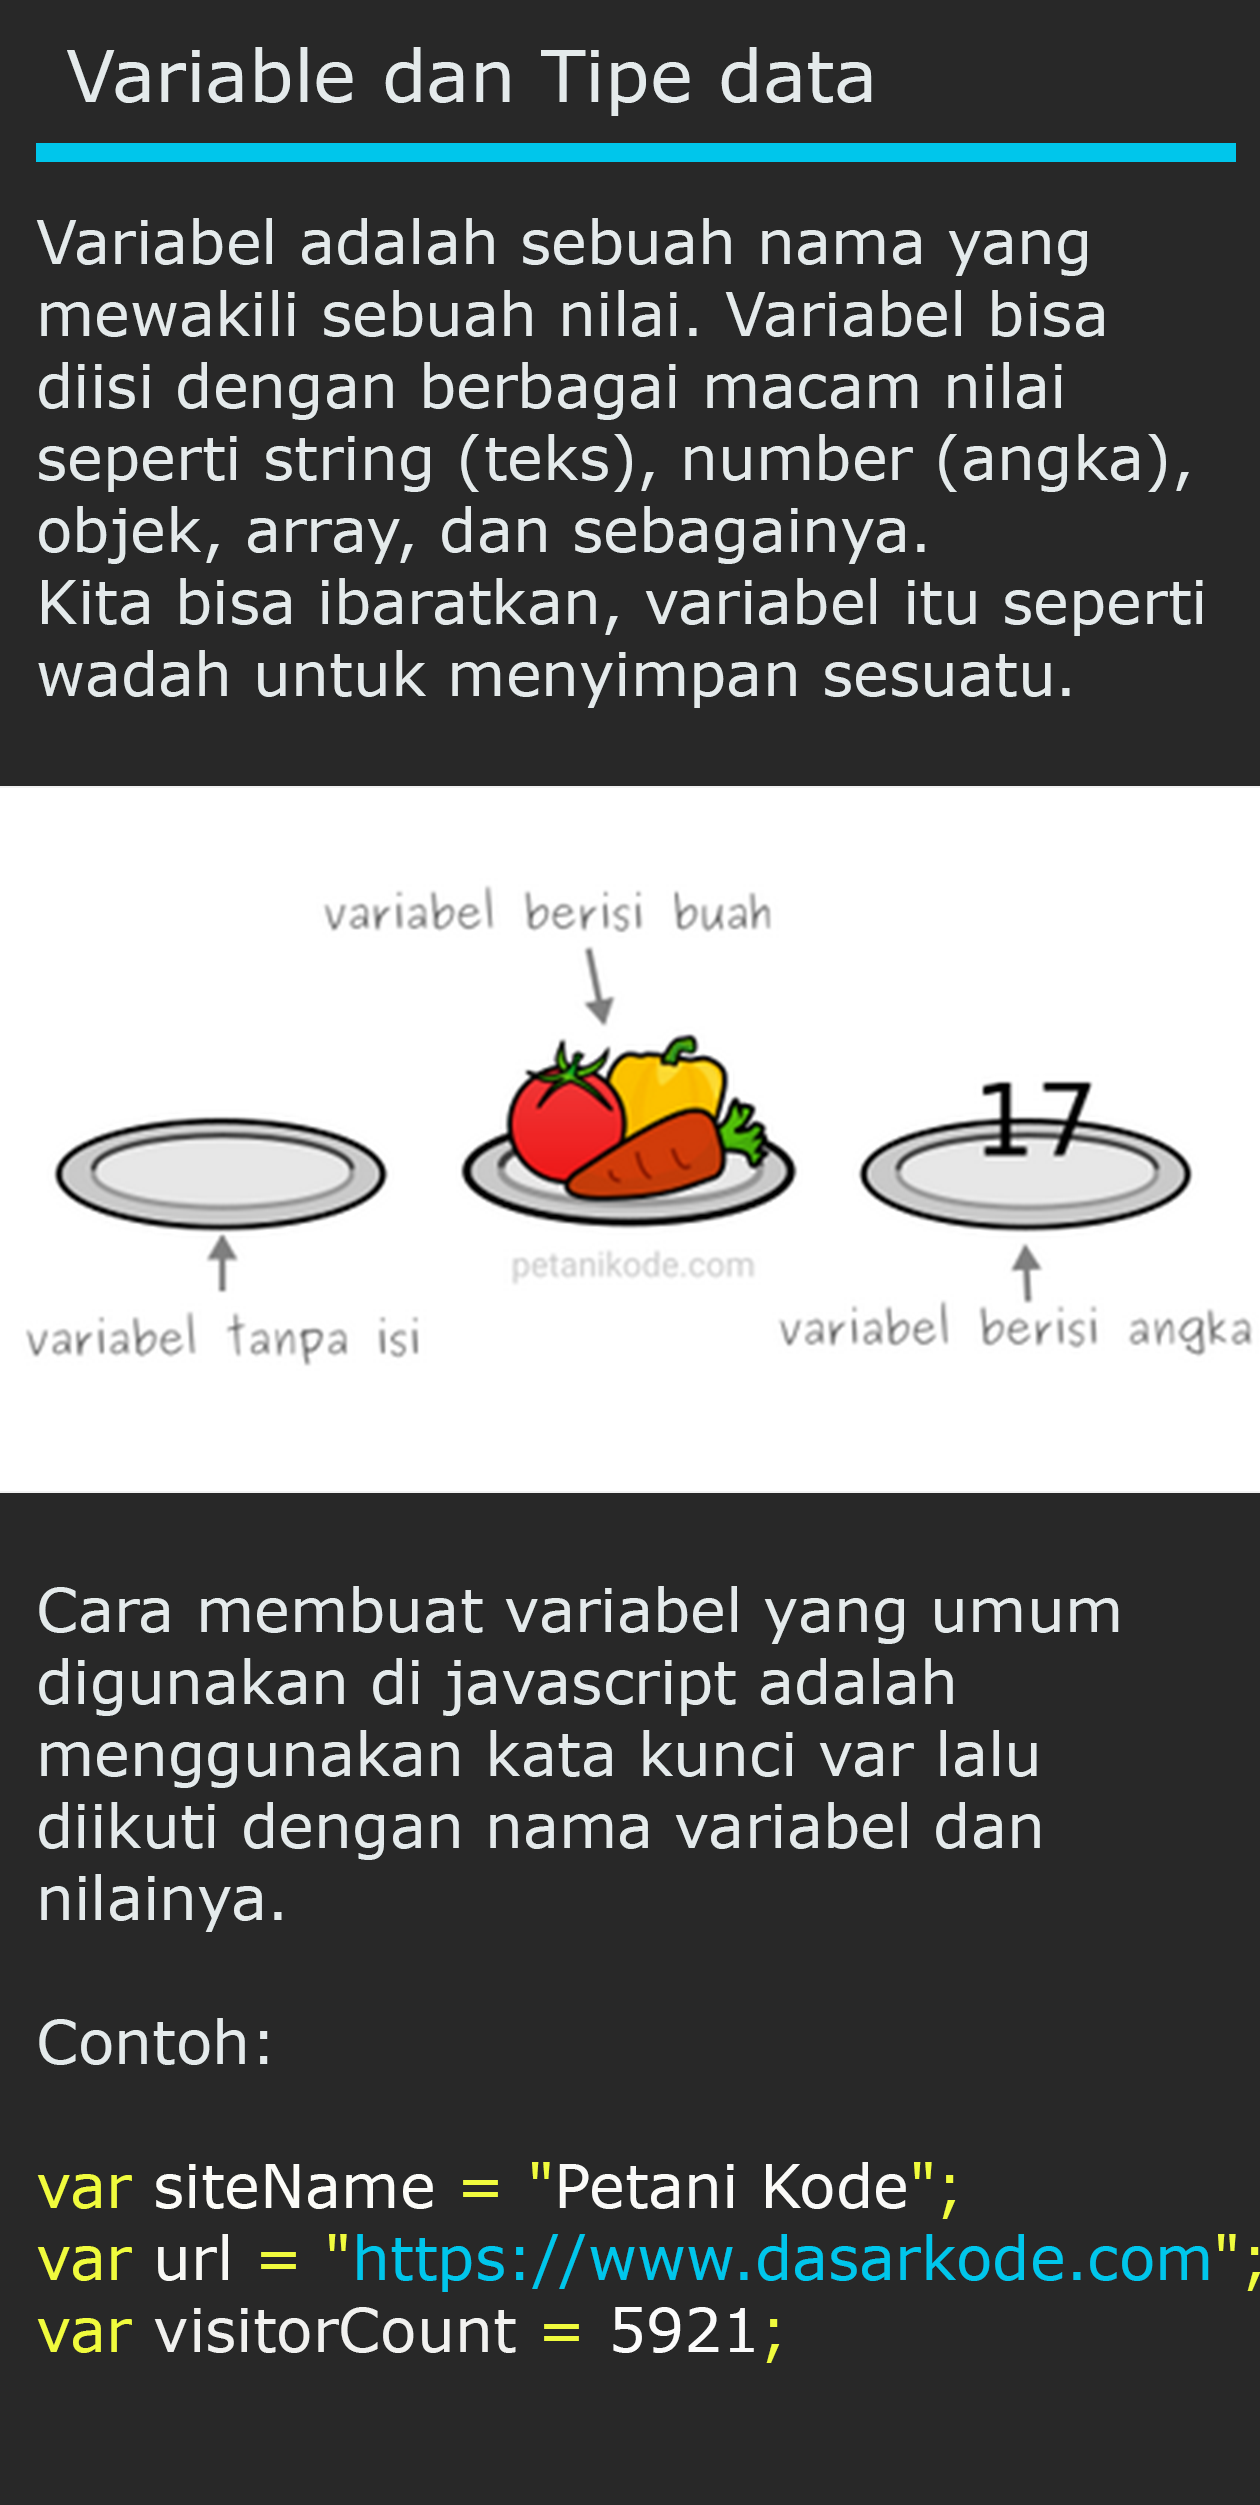 Variable dan Tipe data
Variabel adalah sebuah nama yang
mewakili sebuah nilai. Variabel bisa
diisi dengan berbagai macam nilai
seperti string (teks), number (angka),
objek, array, dan sebagainya.
Kita bisa ibaratkan, variabel itu seperti
wadah untuk menyimpan sesuatu.
variabel berisi buah
17
petanikode.com
variabel tanpa isi
variabel berisi angka
Cara membuat variabel yang umum
digunakan di javascript adalah
menggunakan kata kunci var lalu
diikuti dengan nama variabel dan
nilainya.
Contoh:
var siteName = "Petani Kode";
var url = "https://www.dasarkode.com";
var visitorCount = 5921;